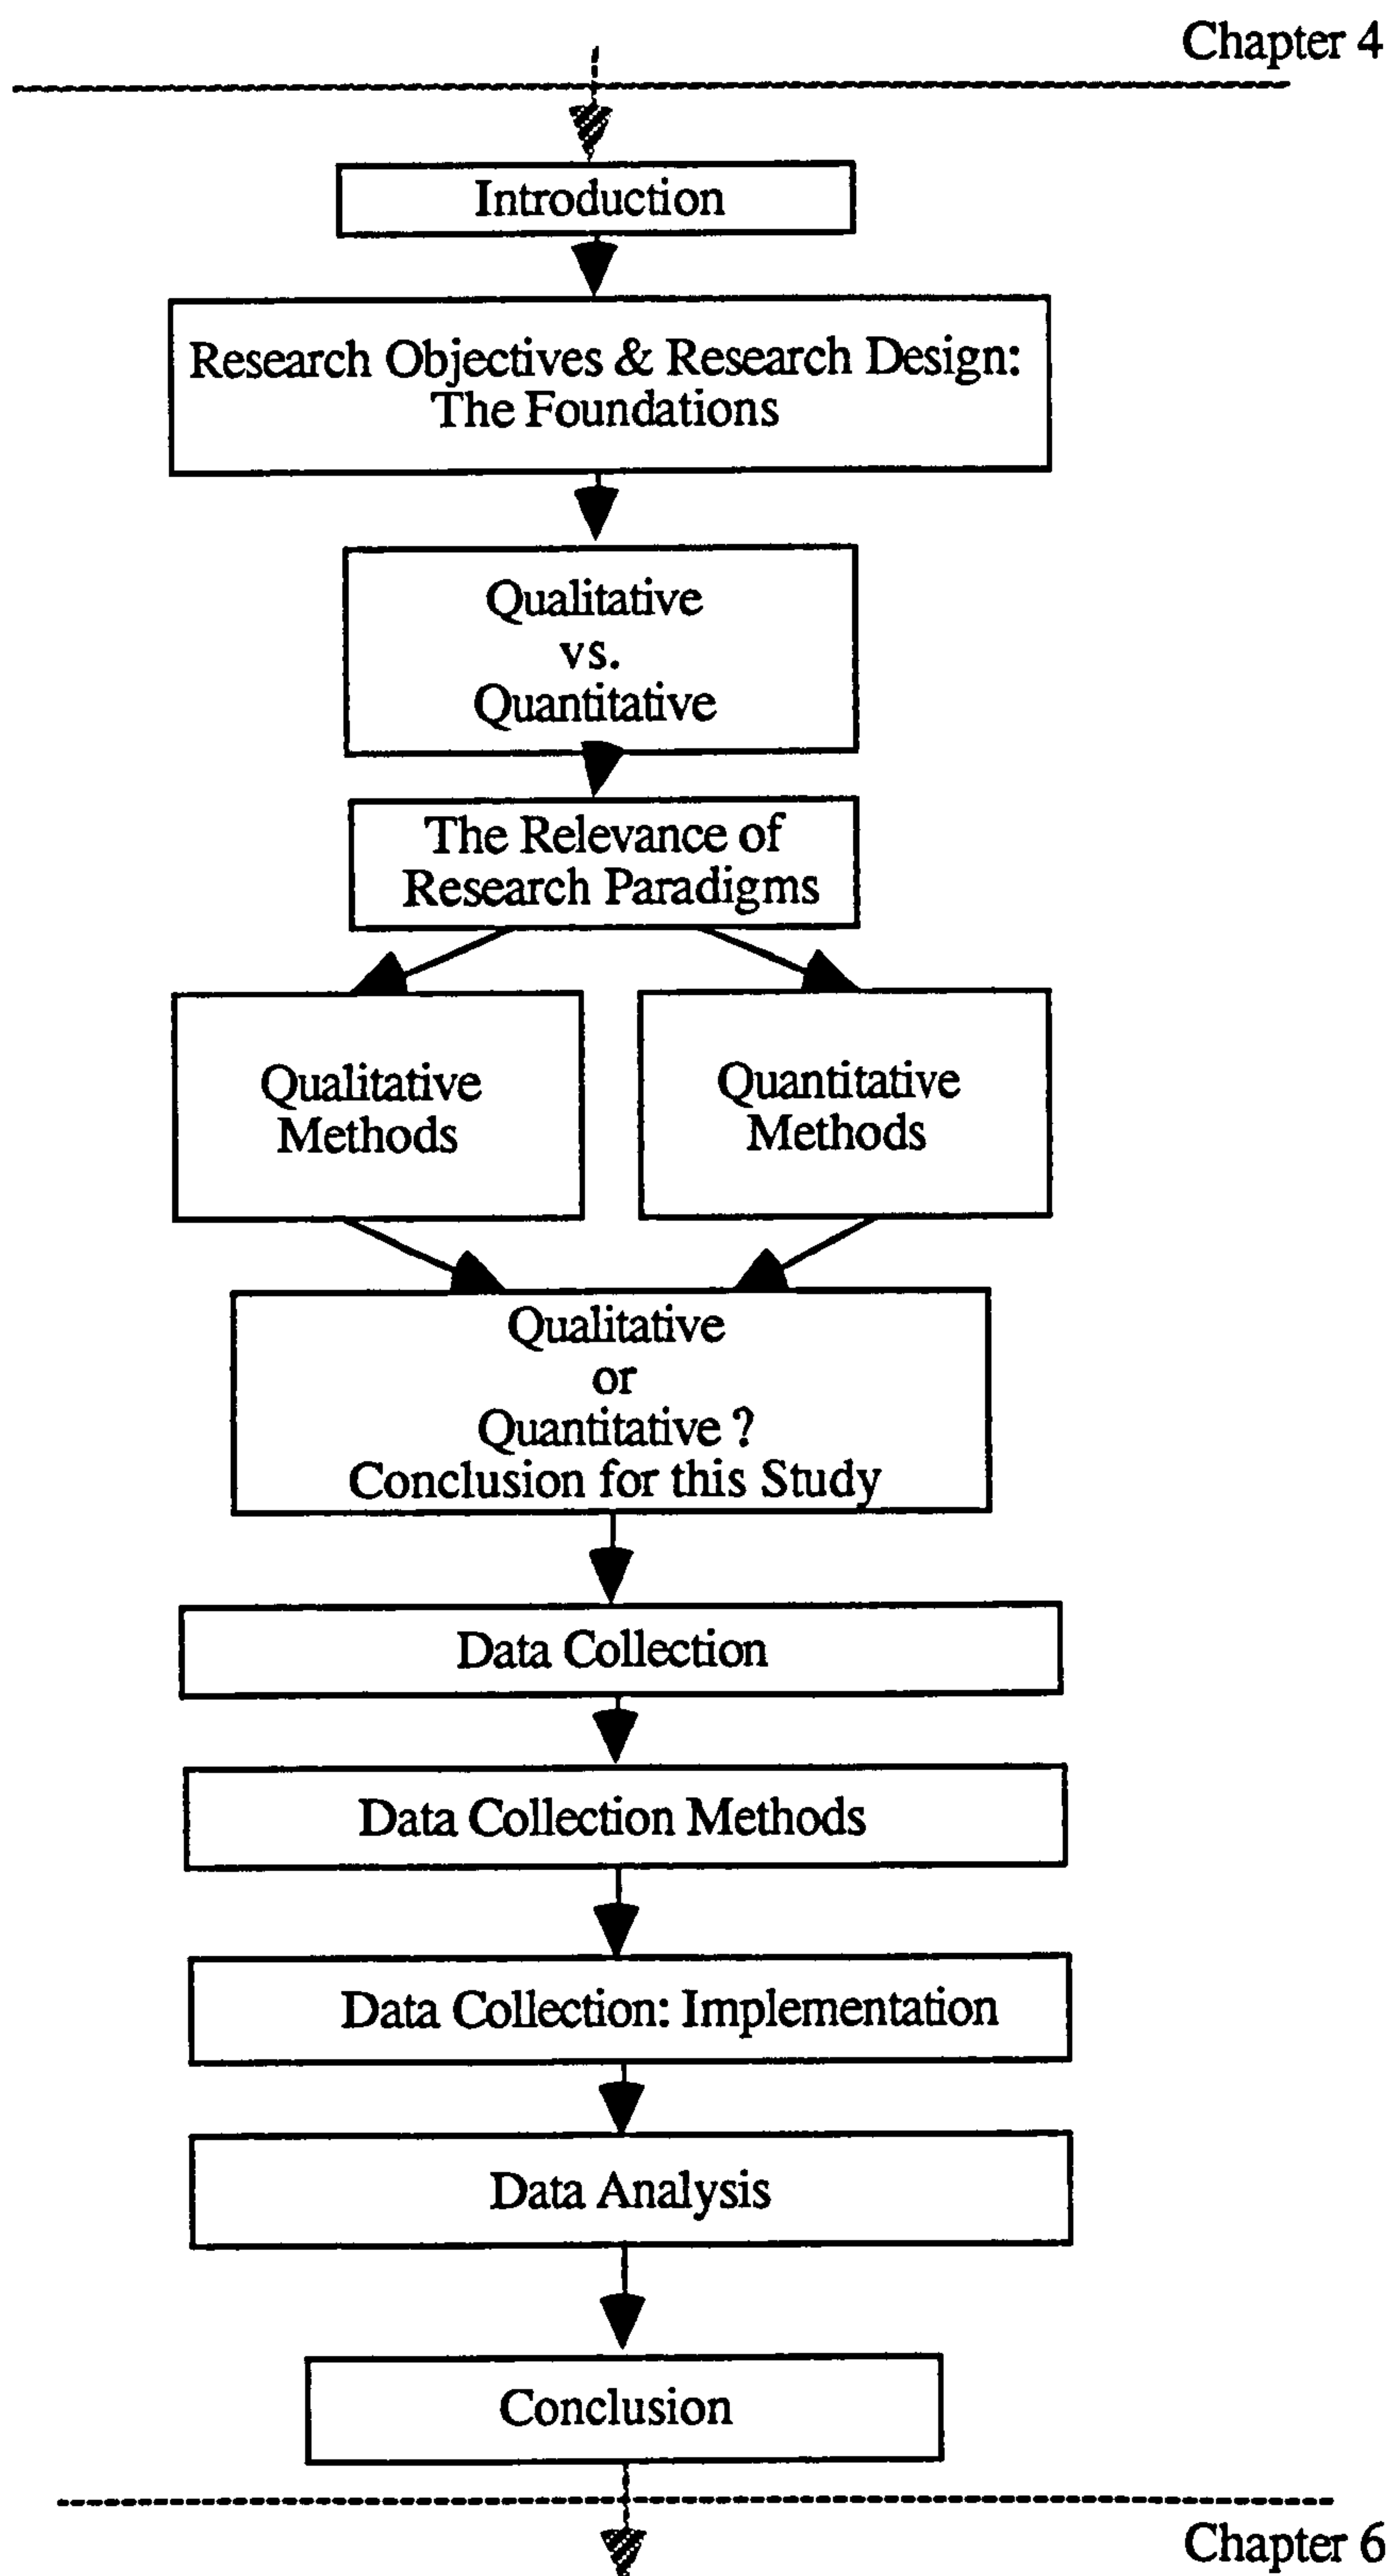 Chapter 4
Introduction
Research Objectives & Research Design:
The Foundations
Qualitative
vs.
Quantitative
The Relevance of
Research Paradigms
Qualitative
Methods
Quantitative
Methods
Qualitative
or
Quantitative ?
Conclusion for this Study
Data Collection
Data Collection Methods
Data Collection: Implementation
Data Analysis
Conclusion
Chapter 6